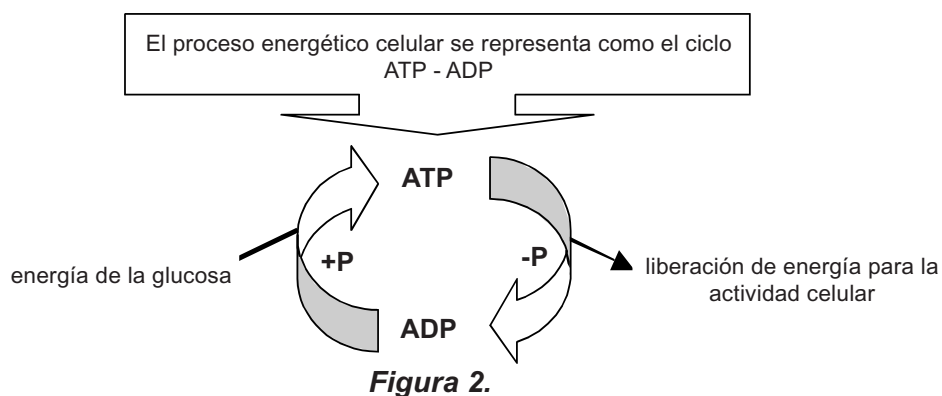 El proceso energético celular se representa como el ciclo
ATP - ADP
ATP
+P
-P
energía de la glucosa
liberación de energía para la
actividad celular
ADP
Figura 2.